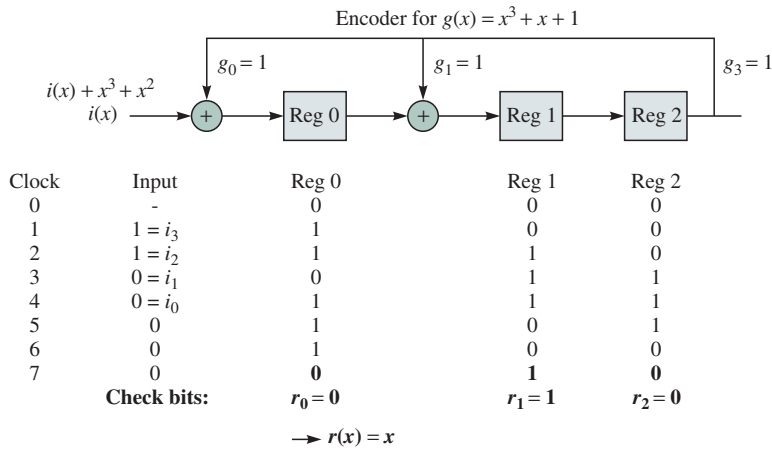 Encoder for g(x) = x³ + x + 1
g₀ = 1 g₁ = 1 g₃ = 1
i(x) + x³ + x²
i(x) + Reg 0 + Reg 1 Reg 2
Clock Input Reg 0 Reg 1 Reg 2
0 - 0 0 0
1 1 = i₃ 1 0 0
2 1 = i₂ 1 1 0
3 0 = i₁ 0 1 1
4 0 = i₀ 1 1 1
5 0 1 0 1
6 0 1 0 0
7 0 0 1 0
Check bits: r₀ = 0 r₁ = 1 r₂ = 0
→ r(x) = x